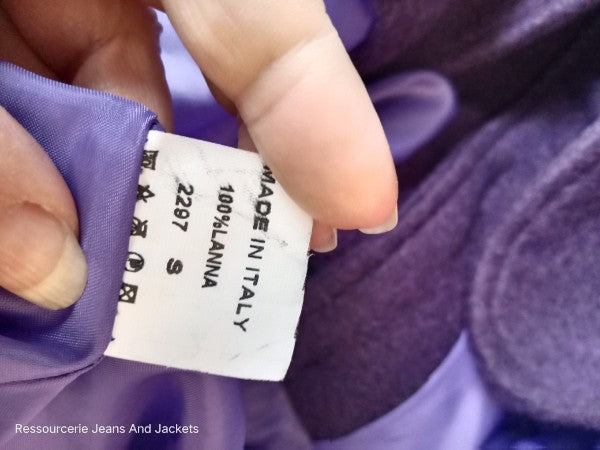 MADE IN ITALY
100%LANNA
2297 S
Ressourcerie Jeans And Jackets